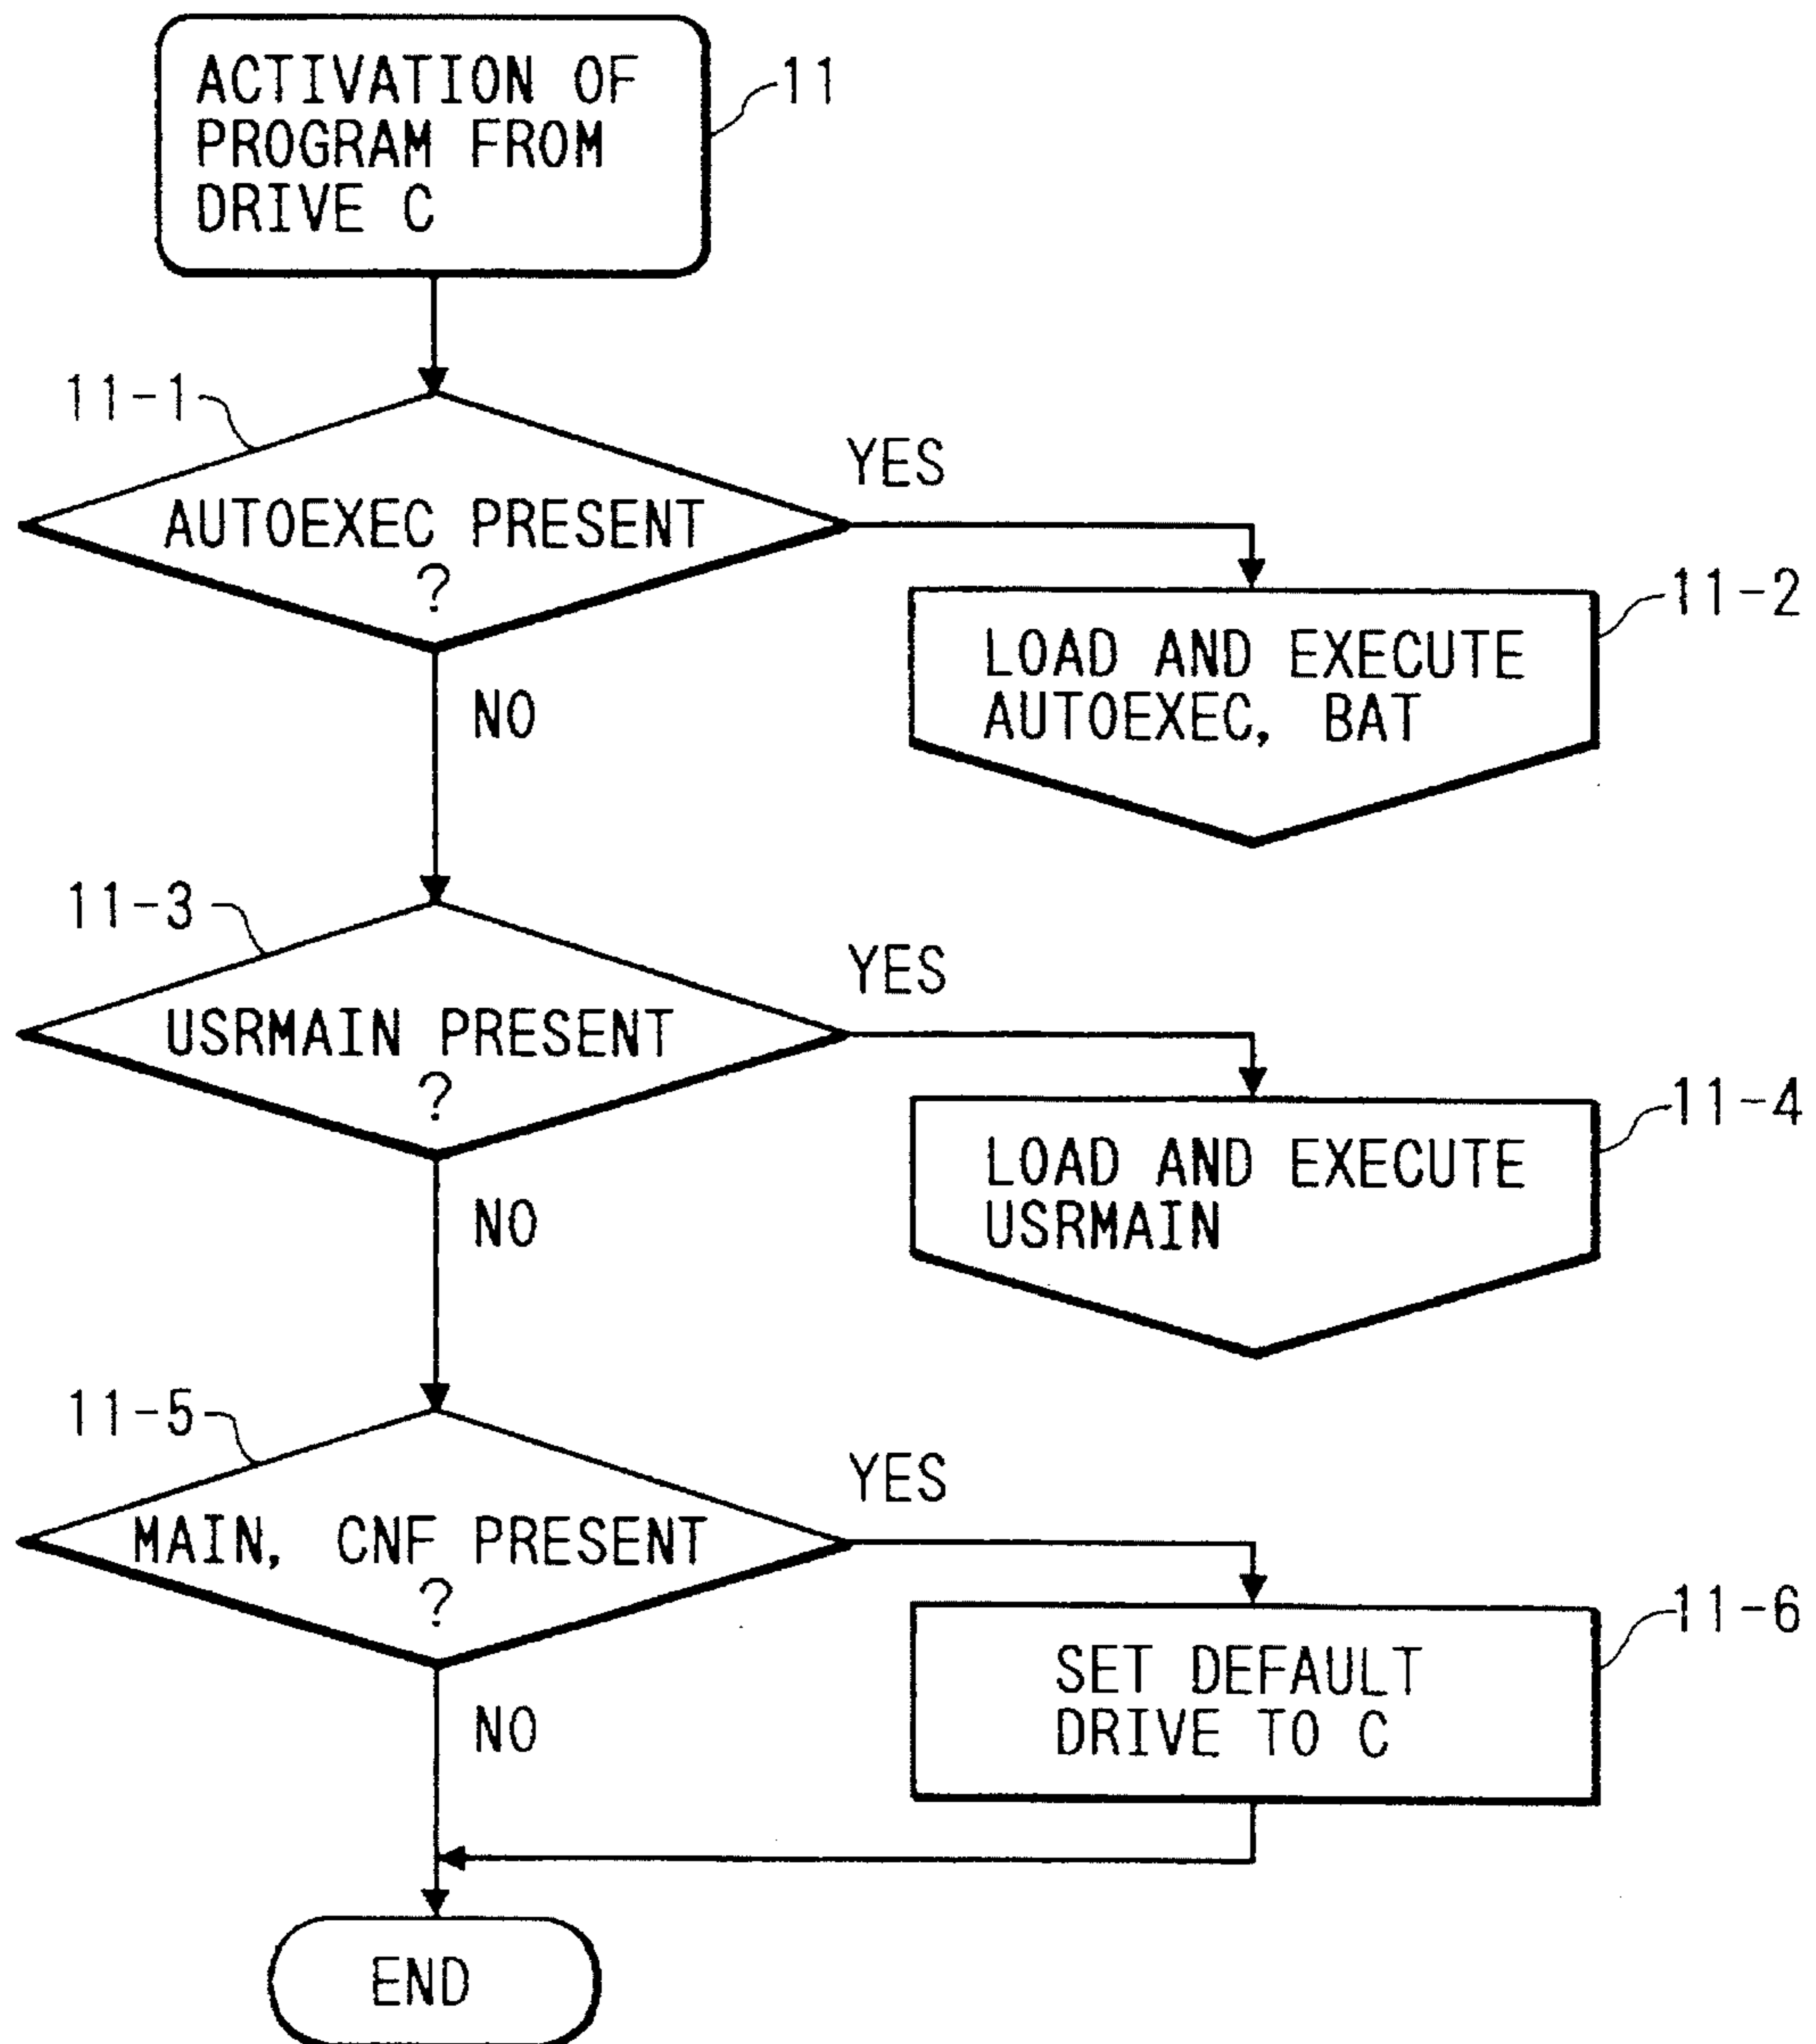 ACTIVATION OF
PROGRAM FROM
DRIVE C
11
11-1
AUTOEXEC PRESENT
?
YES
NO
LOAD AND EXECUTE
AUTOEXEC, BAT
11-2
11-3
USRMAIN PRESENT
?
YES
NO
LOAD AND EXECUTE
USRMAIN
11-4
11-5
MAIN, CNF PRESENT
?
YES
NO
SET DEFAULT
DRIVE TO C
11-6
END